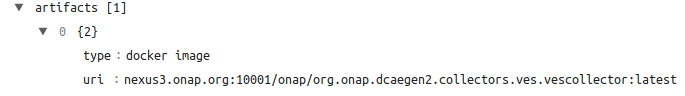 ▼ artifacts [1]
▼ 0 {2}
type : docker image
uri : nexus3.onap.org:10001/onap/org.onap.dcaegen2.collectors.ves.vescollector:latest